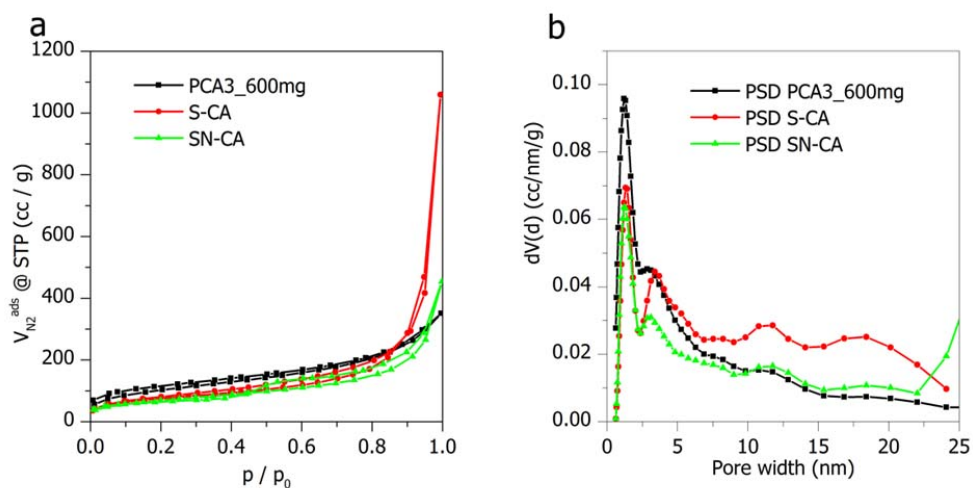 a
1200
1000
800
600
400
200
0
0.0 0.2 0.4 0.6 0.8 1.0
V_N2^ads @ STP (cc / g)
p / p_0
PCA3_600mg
S-CA
SN-CA
b
0.10
0.08
0.06
0.04
0.02
0.00
0 5 10 15 20 25
dV(d) (cc/nm/g)
Pore width (nm)
PSD PCA3_600mg
PSD S-CA
PSD SN-CA